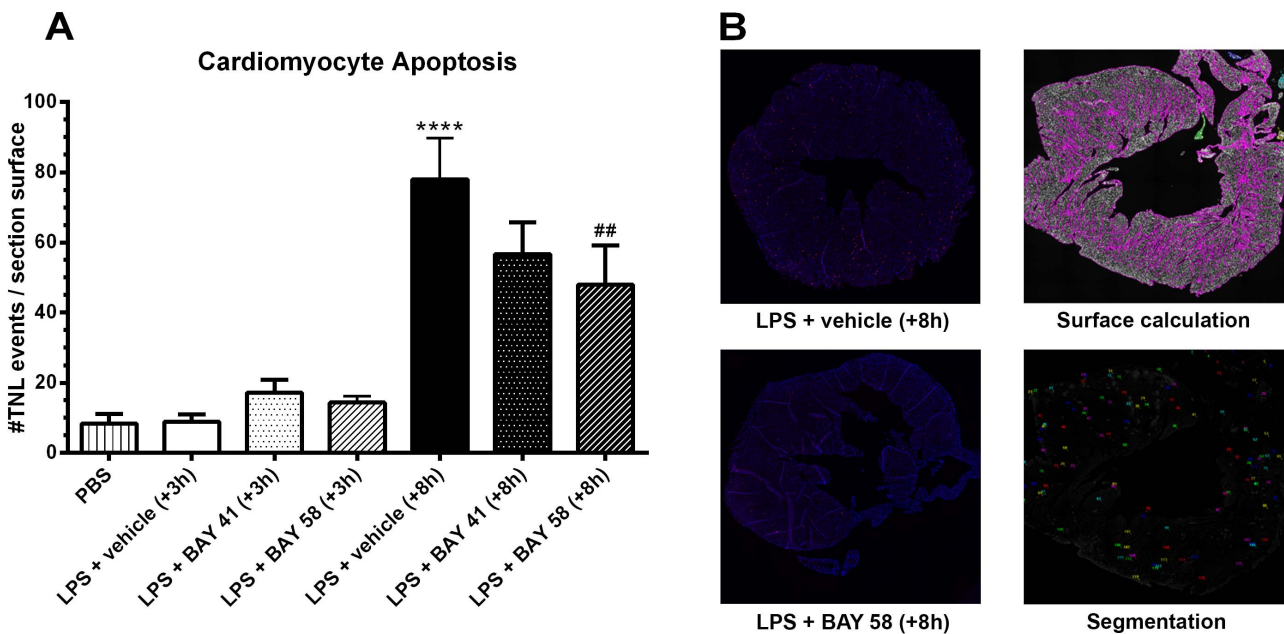 A
Cardiomyocyte Apoptosis
#TNL events / section surface
100
80
60
40
20
0
****
##
PBS
LPS + vehicle (+3h)
LPS + BAY 41 (+3h)
LPS + BAY 58 (+3h)
LPS + vehicle (+8h)
LPS + BAY 41 (+8h)
LPS + BAY 58 (+8h)
B
LPS + vehicle (+8h)
Surface calculation
LPS + BAY 58 (+8h)
Segmentation